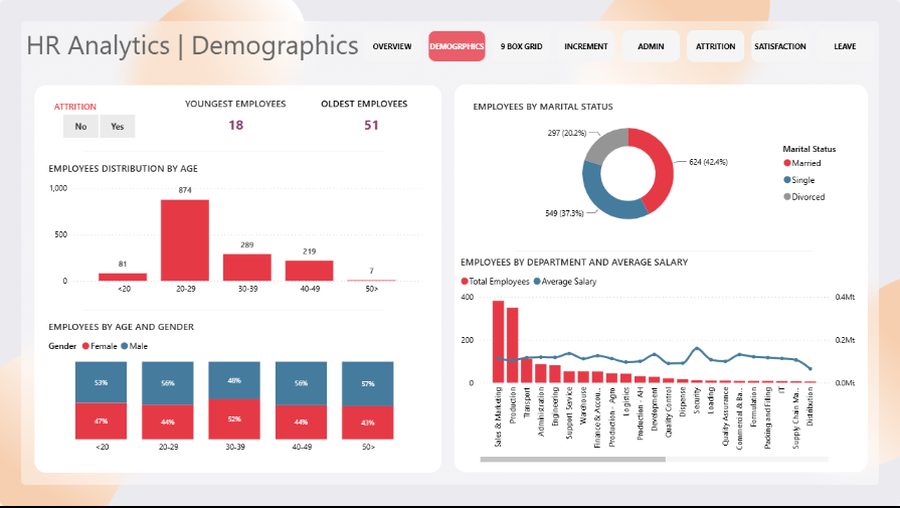 HR Analytics | Demographics
OVERVIEW
DEMOGRPHICS
9 BOX GRID
INCREMENT
ADMIN
ATTRITION
SATISFACTION
LEAVE
ATTRITION
No
Yes
YOUNGEST EMPLOYEES
18
OLDEST EMPLOYEES
51
EMPLOYEES DISTRIBUTION BY AGE
1,000
500
0
81
874
289
219
7
<20
20-29
30-39
40-49
50>
EMPLOYEES BY AGE AND GENDER
Gender
Female
Male
53%
56%
48%
56%
57%
47%
44%
52%
44%
43%
<20
20-29
30-39
40-49
50>
EMPLOYEES BY MARITAL STATUS
297 (20.2%)
624 (42.4%)
549 (37.3%)
Marital Status
Married
Single
Divorced
EMPLOYEES BY DEPARTMENT AND AVERAGE SALARY
Total Employees
Average Salary
400
200
0
0.4Mt
0.2Mt
0.0Mt
Sales & Marketing
Production
Transport
Administration
Engineering
Support Service
Warehouse
Finance & Accou...
Production - Agro
Logistics
Production - AH
Development
Quality Control
Dispense
Security
Loading
Quality Assurance
Commercial & Ba...
Formulation
Packing and Filling
IT
Supply Chain Ma...
Distribution